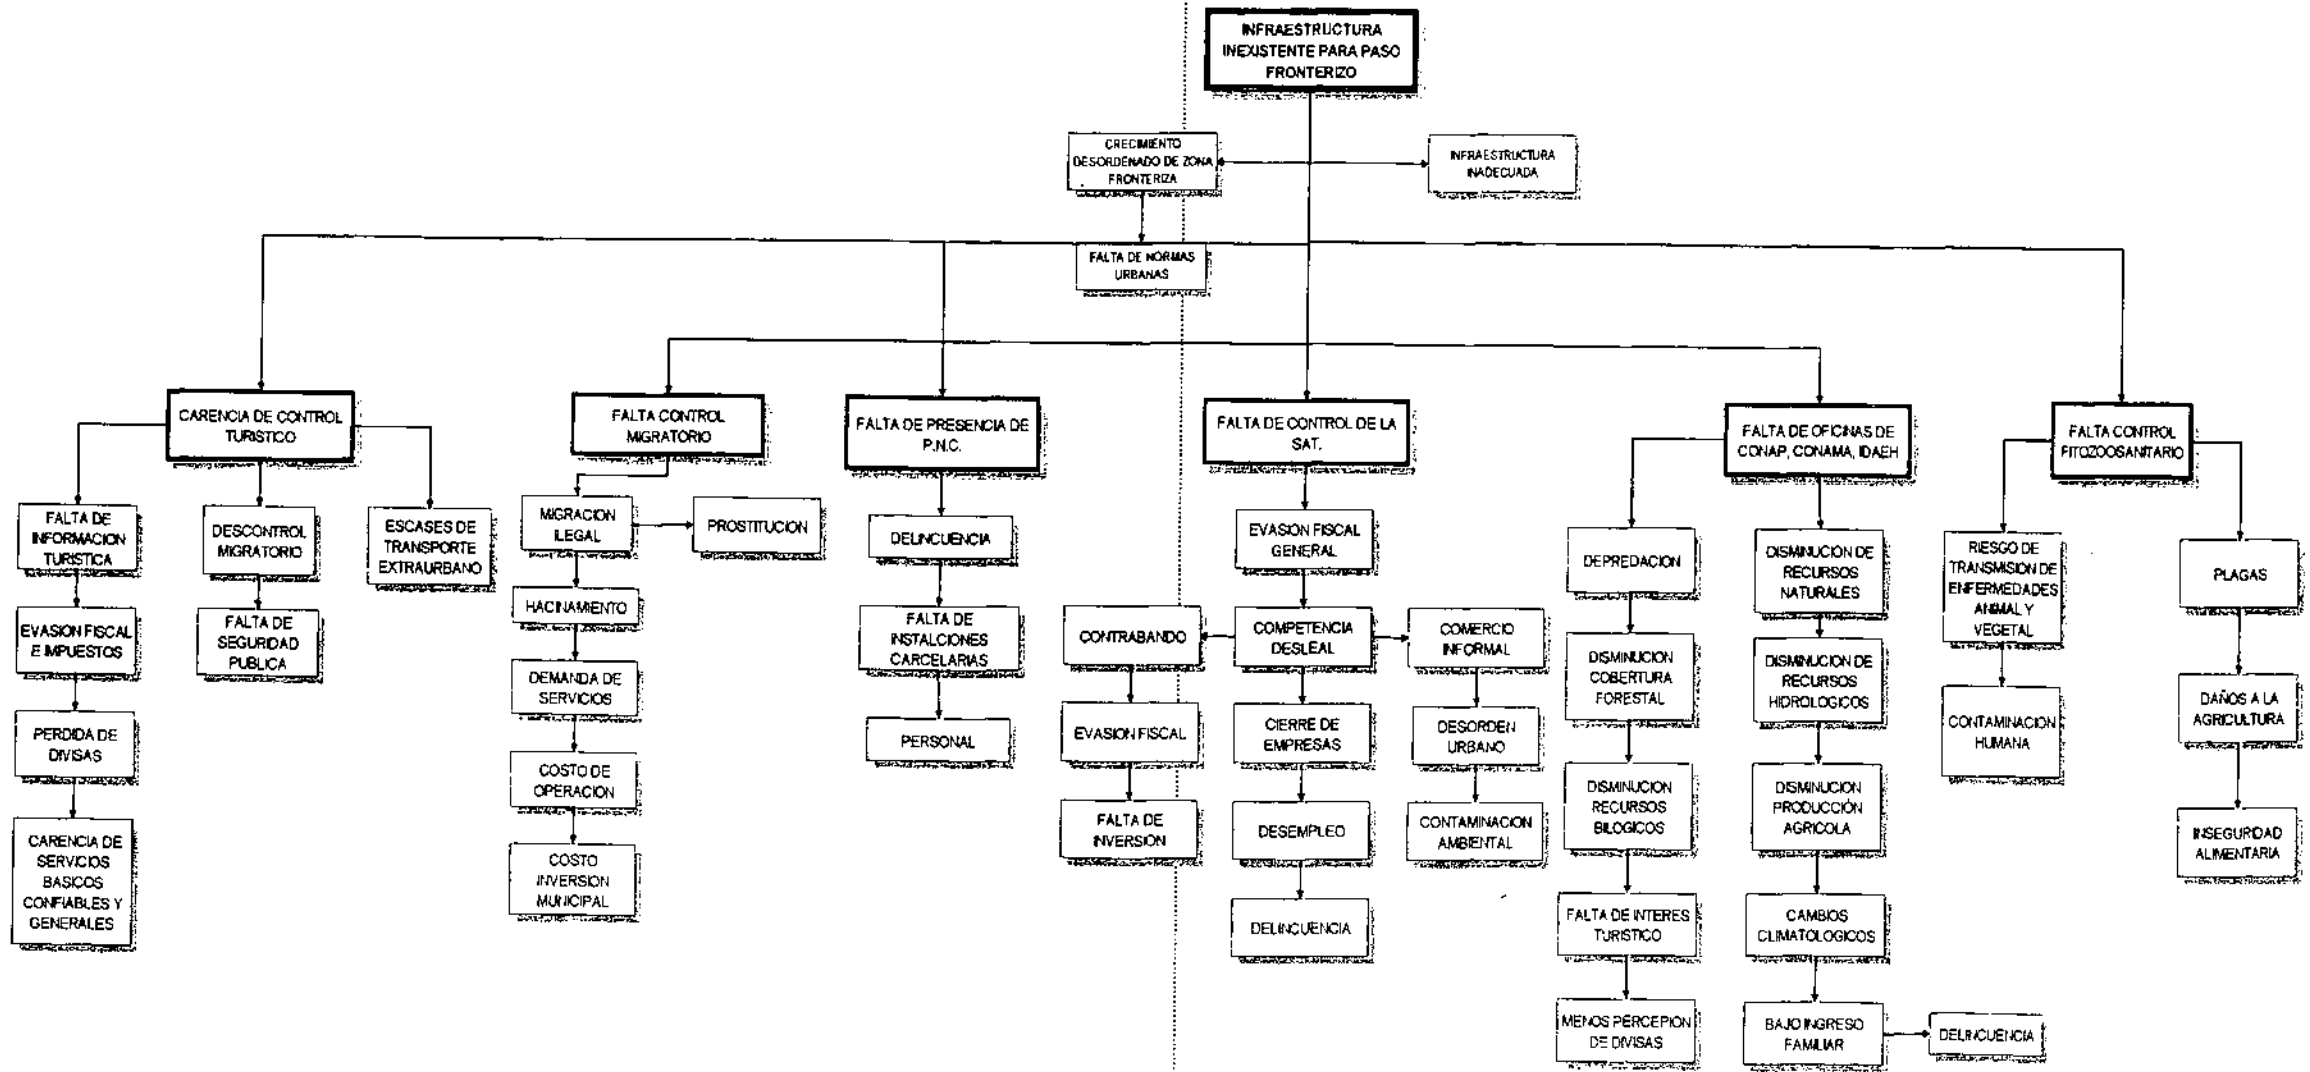 INFRAESTRUCTURA
INEXISTENTE PARA PASO
FRONTERIZO
CRECIMIENTO
DESORDENADO DE ZONA
FRONTERIZA
INFRAESTRUCTURA
INADECUADA
FALTA DE NORMAS
URBANAS
CARENCIA DE CONTROL
TURISTICO
FALTA CONTROL
MIGRATORIO
FALTA DE PRESENCIA DE
P.N.C.
FALTA DE CONTROL DE LA
SAT.
FALTA DE OFICINAS DE
CONAP, CONAMA, IDAEH
FALTA CONTROL
FITOZOOSANITARIO
FALTA DE
INFORMACION
TURISTICA
EVASION FISCAL
E IMPUESTOS
PERDIDA DE
DIVISAS
CARENCIA DE
SERVICIOS
BASICOS
CONFIABLES Y
GENERALES
DESCONTROL
MIGRATORIO
FALTA DE
SEGURIDAD
PUBLICA
ESCASES DE
TRANSPORTE
EXTRAURBANO
MIGRACION
ILEGAL
PROSTITUCION
HACINAMIENTO
DEMANDA DE
SERVICIOS
COSTO DE
OPERACION
COSTO
INVERSION
MUNICIPAL
DELINCUENCIA
FALTA DE
INSTALCIONES
CARCELARIAS
PERSONAL
EVASION FISCAL
GENERAL
CONTRABANDO
COMPETENCIA
DESLEAL
COMERCIO
INFORMAL
EVASION FISCAL
FALTA DE
INVERSION
CIERRE DE
EMPRESAS
DESEMPLEO
DELINCUENCIA
DESORDEN
URBANO
CONTAMINACION
AMBIENTAL
DEPREDACION
DISMINUCION
COBERTURA
FORESTAL
DISMINUCION
RECURSOS
BILOGICOS
FALTA DE INTERES
TURISTICO
MENOS PERCEPION
DE DIVISAS
DISMINUCION DE
RECURSOS
NATURALES
DISMINUCION DE
RECURSOS
HIDROLOGICOS
DISMINUCION
PRODUCCIÓN
AGRICOLA
CAMBIOS
CLIMATOLOGICOS
BAJO INGRESO
FAMILIAR
DELINCUENCIA
RIESGO DE
TRANSMISION DE
ENFERMEDADES
ANIMAL Y
VEGETAL
CONTAMINACION
HUMANA
PLAGAS
DAÑOS A LA
AGRICULTURA
INSEGURIDAD
ALIMENTARIA